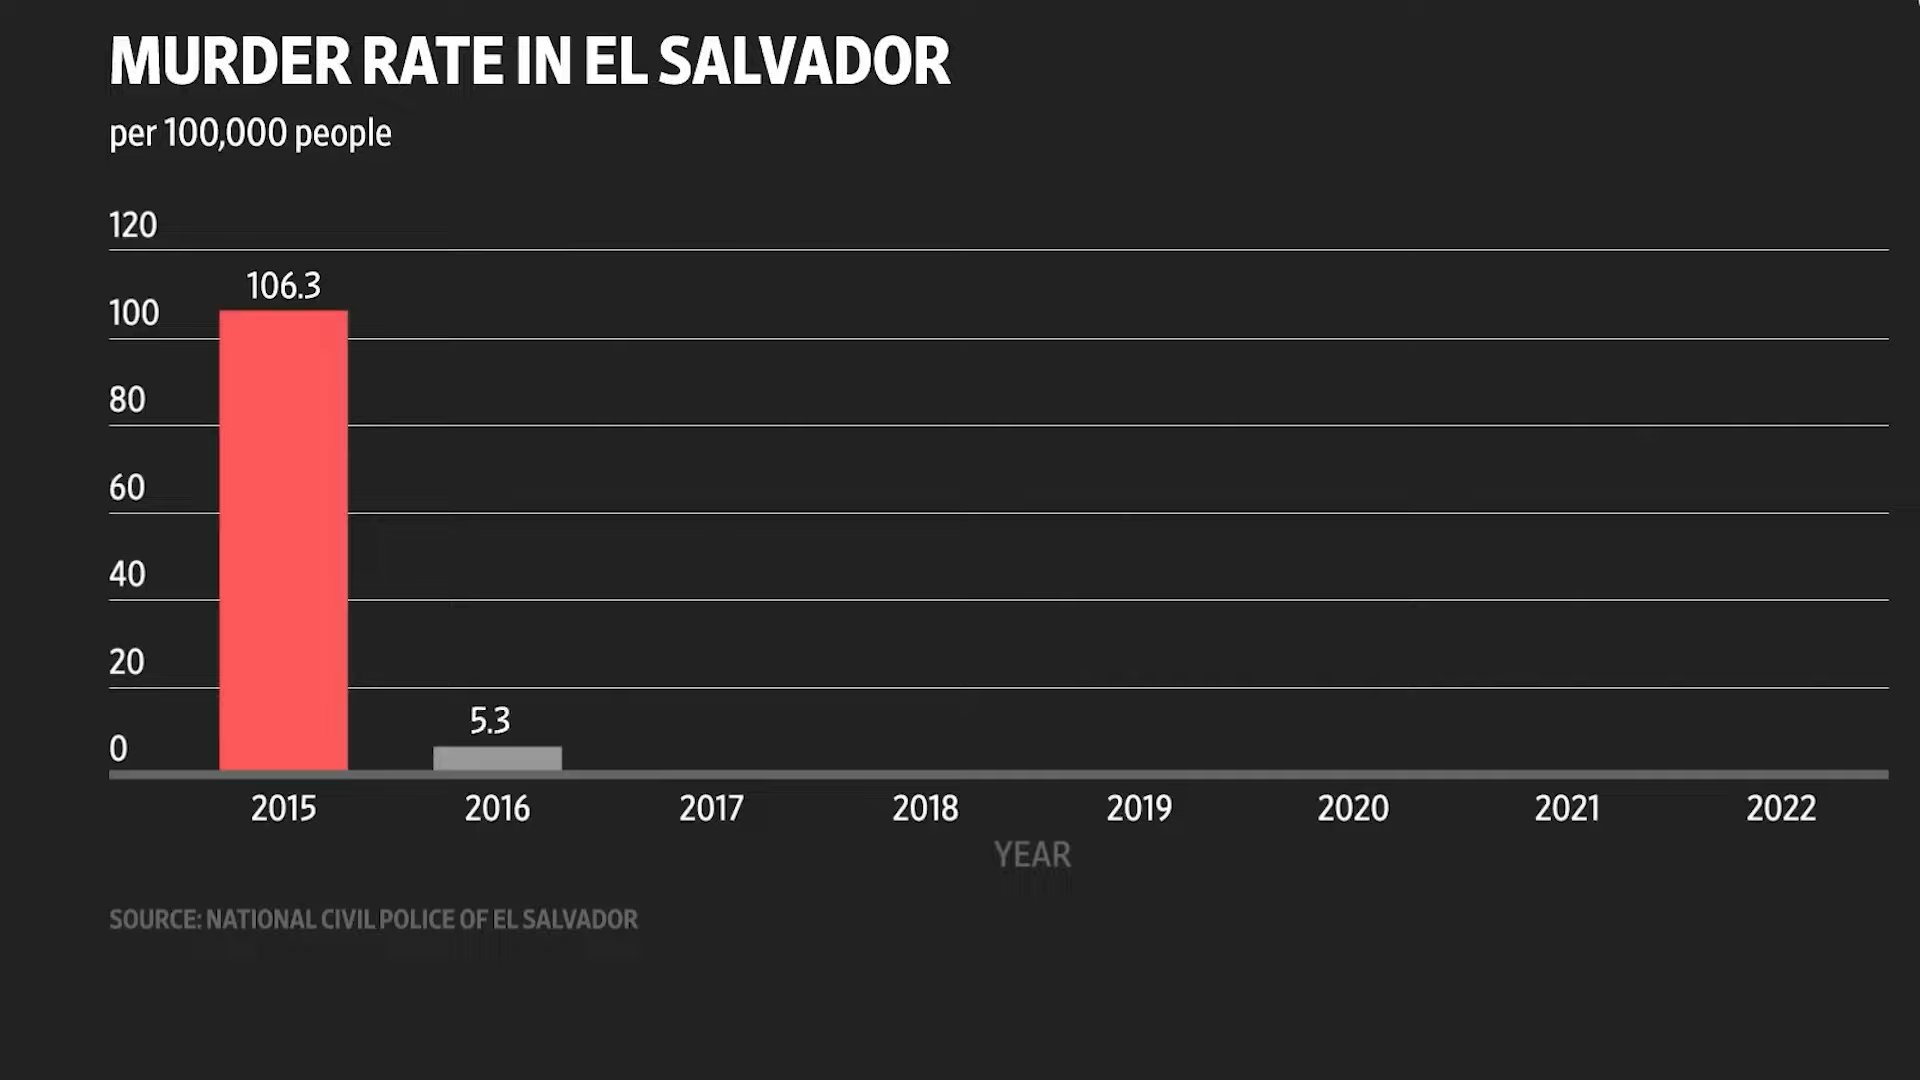 MURDER RATE IN EL SALVADOR
per 100,000 people
120
106.3
100
80
60
40
20
5.3
0
2015 2016 2017 2018 2019 2020 2021 2022
YEAR
SOURCE: NATIONAL CIVIL POLICE OF EL SALVADOR